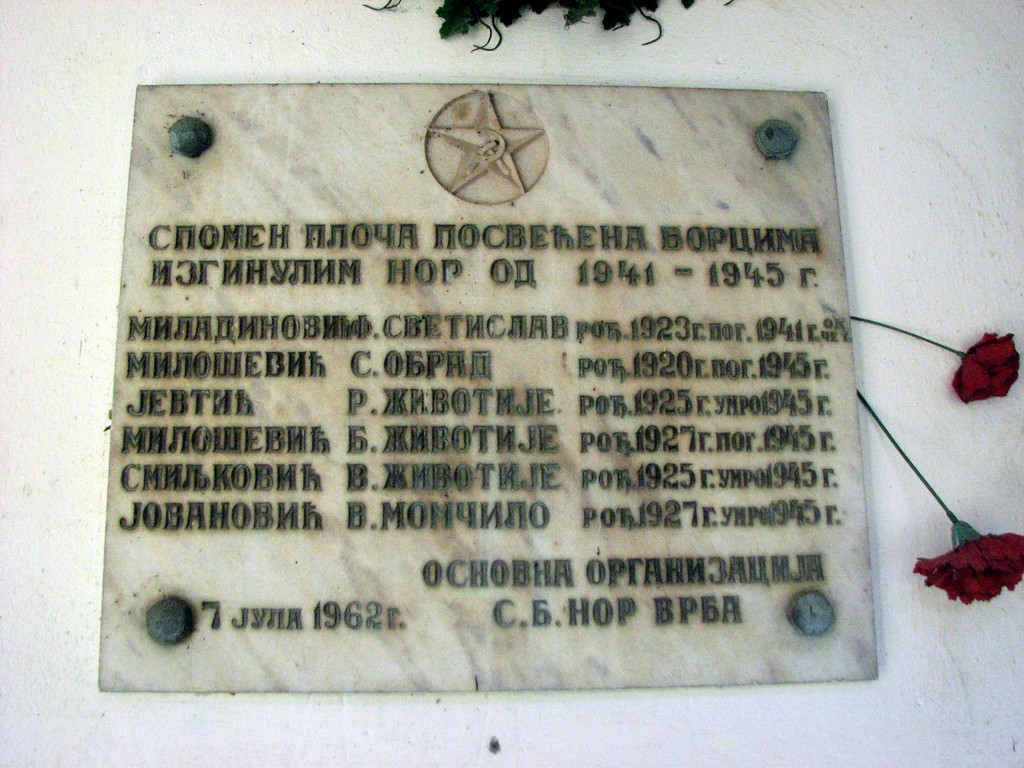 СПОМЕН ПЛОЧА ПОСВЕЋЕНА БОРЦИМА
ИЗГИНУЛИМ НОР ОД 1941 - 1945 г.
МИЛАДИНОВИЋ Ф. СВЕТИСЛАВ РОЂ. 1923 г. ПОГ. 1941 г.
МИЛОШЕВИЋ С. ОБРАД РОЂ. 1920 г. ПОГ. 1945 г.
ЈЕВТИЋ Р. ЖИВОТИЈЕ РОЂ. 1925 г. УМРО 1945 г.
МИЛОШЕВИЋ Б. ЖИВОТИЈЕ РОЂ. 1927 г. ПОГ. 1945 г.
СМИЉКОВИЋ В. ЖИВОТИЈЕ РОЂ. 1925 г. УМРО 1945 г.
ЈОВАНОВИЋ В. МОМЧИЛО РОЂ. 1927 г. УМРО 1945 г.
ОСНОВНА ОРГАНИЗАЦИЈА
7 ЈУЛА 1962 г. С. Б. НОР ВРБА